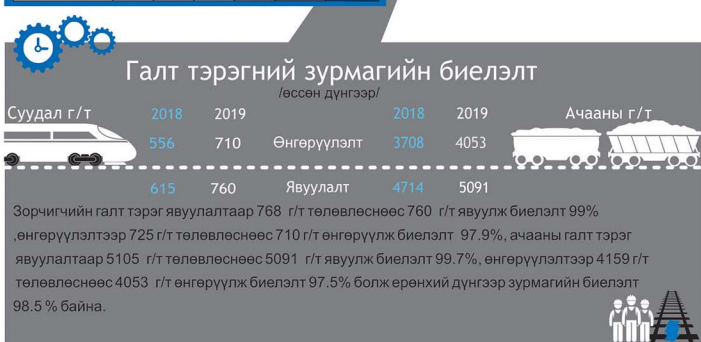 Галт тэрэгний зурмагийн биелэлт
/өссөн дүнгээр/
Суудал г/т 2018 2019 2018 2019 Ачааны г/т
556 710 Өнгөрүүлэлт 3708 4053
615 760 Явуулалт 4714 5091
Зорчигчийн галт тэрэг явуулалтаар 768 г/т төлөвлөснөөс 760 г/т явуулж биелэлт 99%
,өнгөрүүлэлтээр 725 г/т төлөвлөснөөс 710 г/т өнгөрүүлж биелэлт 97.9%, ачааны галт тэрэг
явуулалтаар 5105 г/т төлөвлөснөөс 5091 г/т явуулж биелэлт 99.7%, өнгөрүүлэлтээр 4159 г/т
төлөвлөснөөс 4053 г/т өнгөрүүлж биелэлт 97.5% болж ерөнхий дүнгээр зурмагийн биелэлт
98.5 % байна.